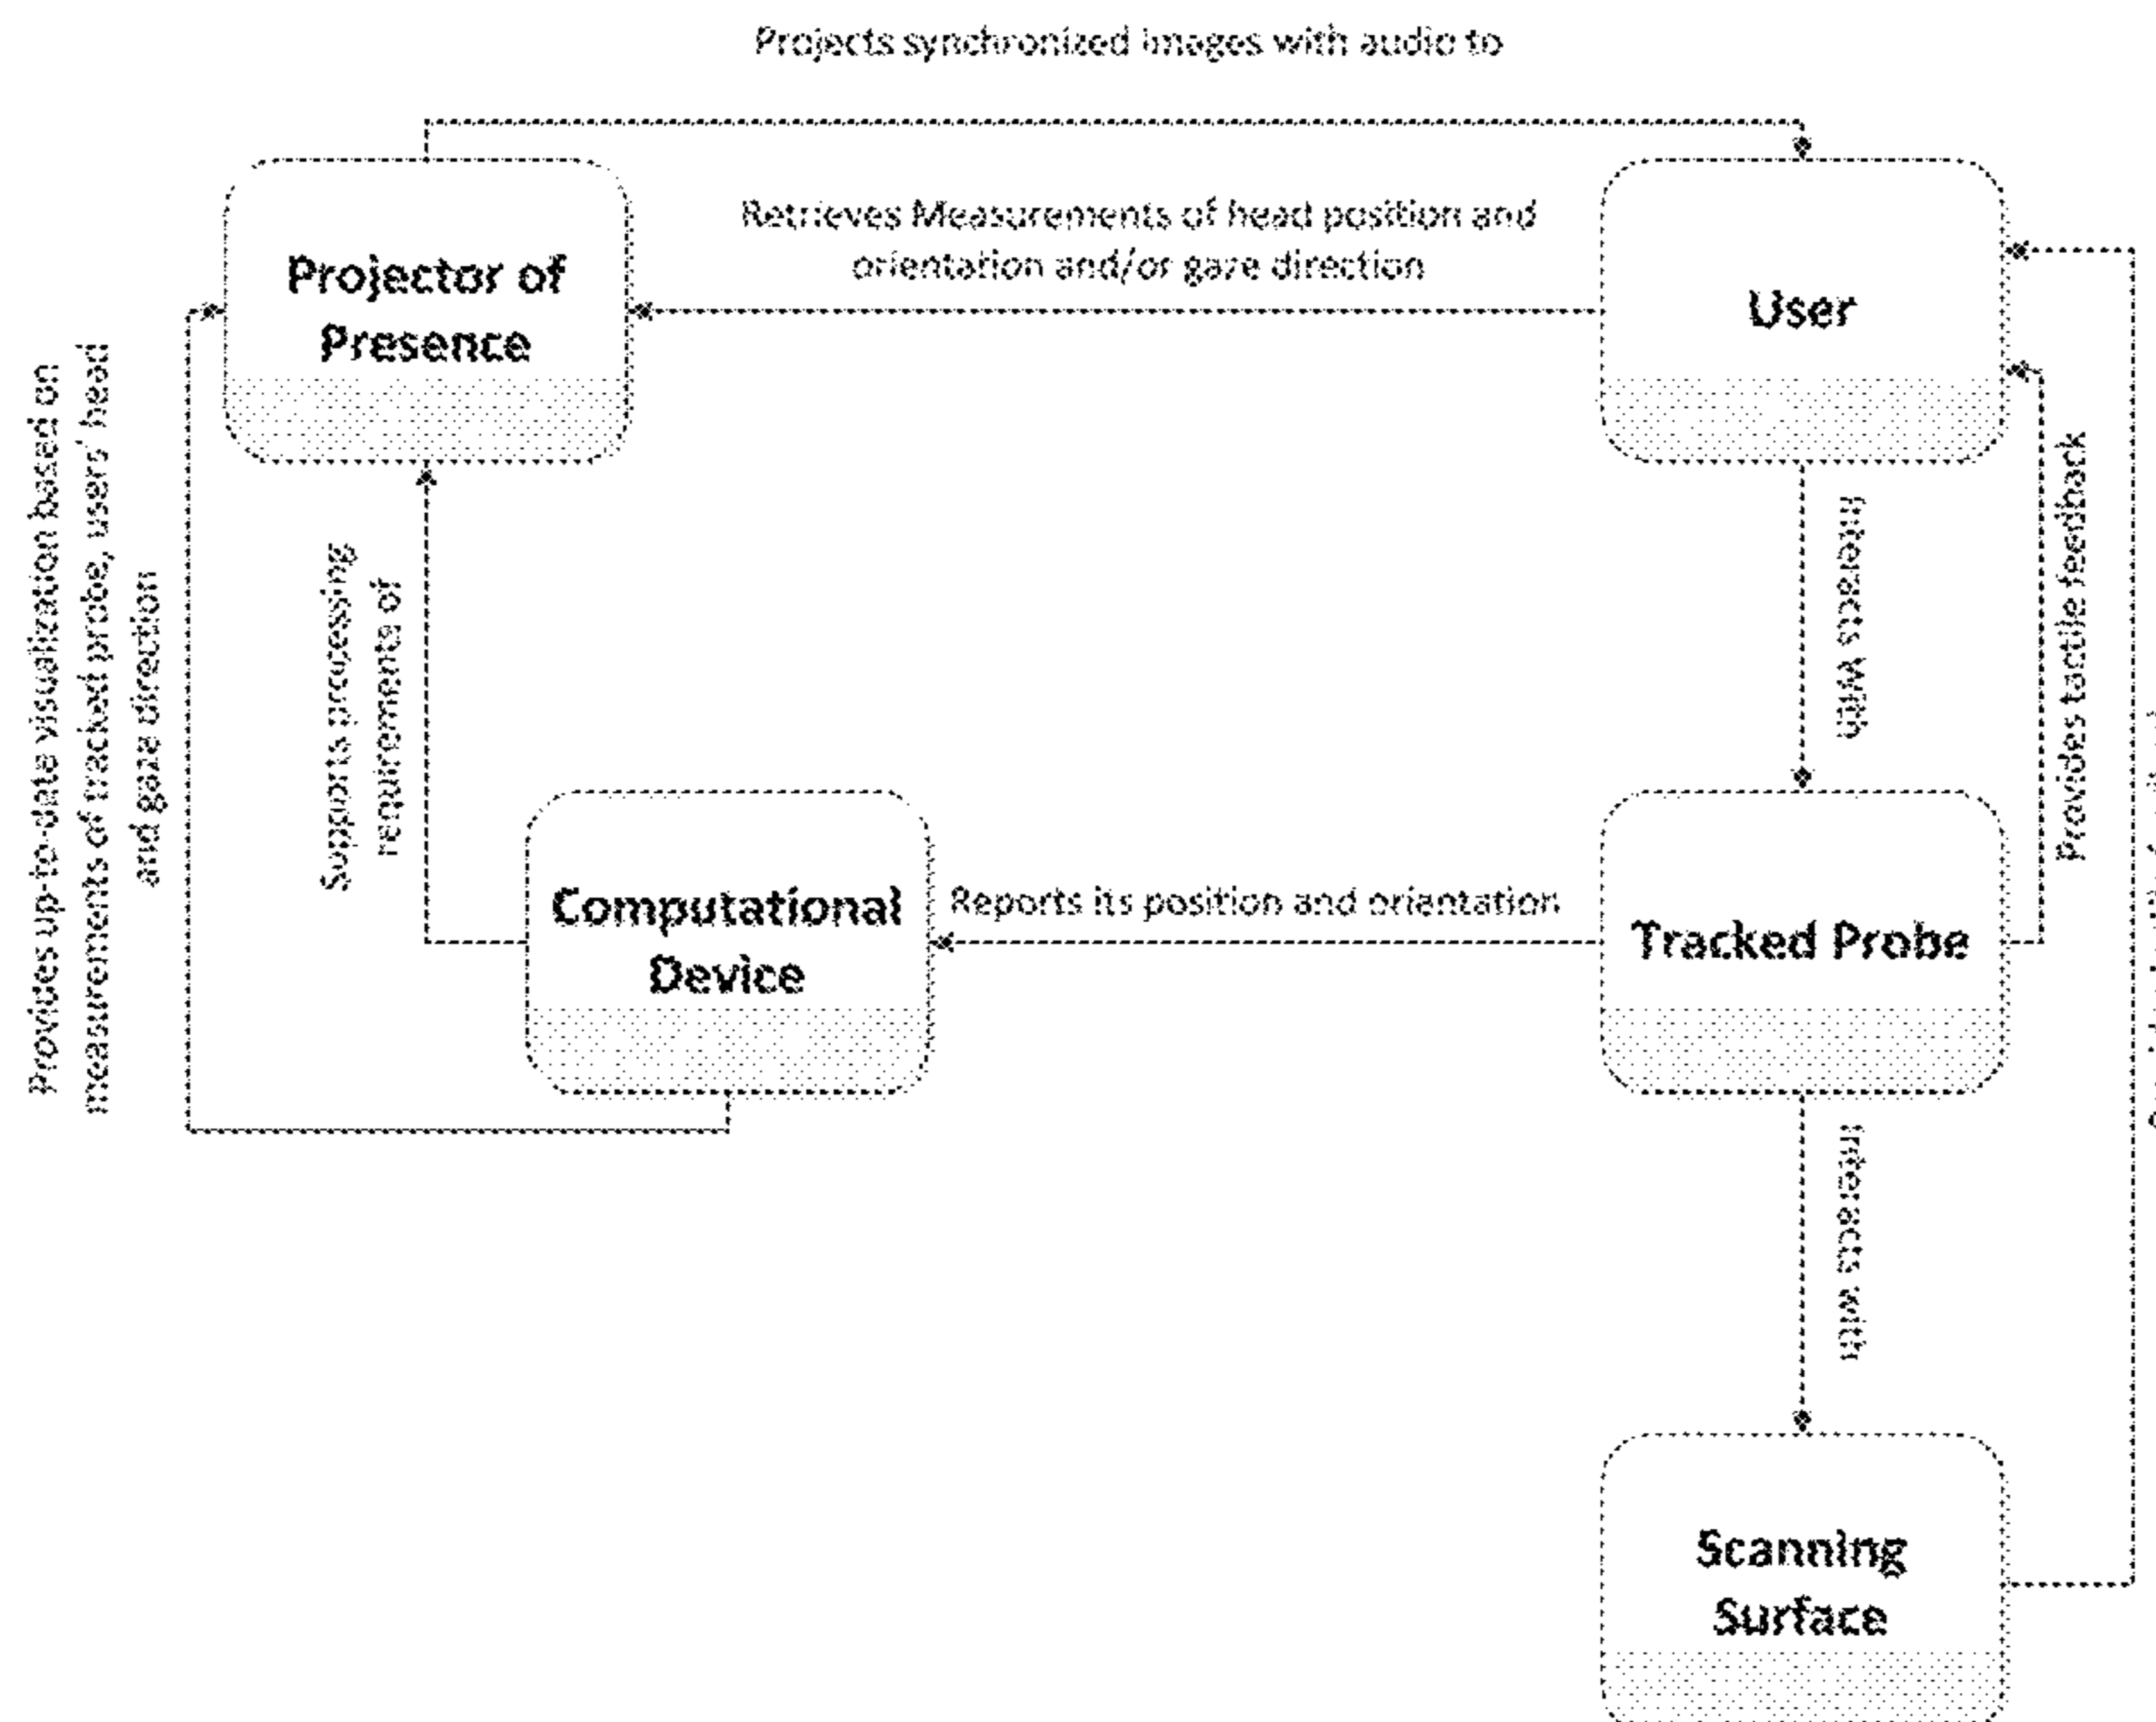 Projects synchronized images with audio to
Retrieves Measurements of head position and
orientation and/or gaze direction
Projector of
Presence
User
Provides up-to-date visualization based on
measurements of tracked probe, users' head
and gaze direction
Supports processing
requirements of
Interacts With
Provides tactile feedback
Computational
Device
Reports its position and orientation
Tracked Probe
Interacts with
Scanning
Surface